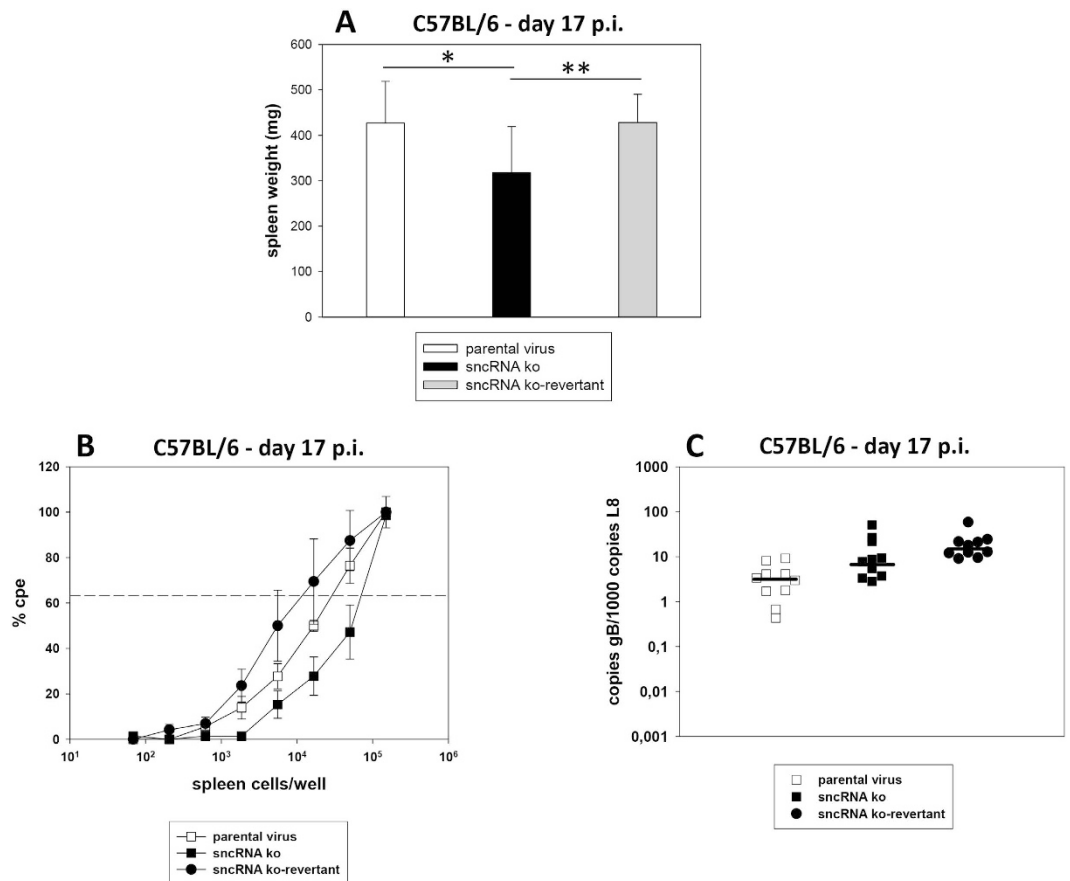 A C57BL/6 - day 17 p.i.
spleen weight (mg)
600
500
400
300
200
100
0
*
**
parental virus
sncRNA ko
sncRNA ko-revertant
B C57BL/6 - day 17 p.i.
% cpe
120
100
80
60
40
20
0
10¹ 10² 10³ 10⁴ 10⁵ 10⁶
spleen cells/well
parental virus
sncRNA ko
sncRNA ko-revertant
C C57BL/6 - day 17 p.i.
copies gB/1000 copies L8
1000
100
10
1
0,1
0,01
0,001
parental virus
sncRNA ko
sncRNA ko-revertant